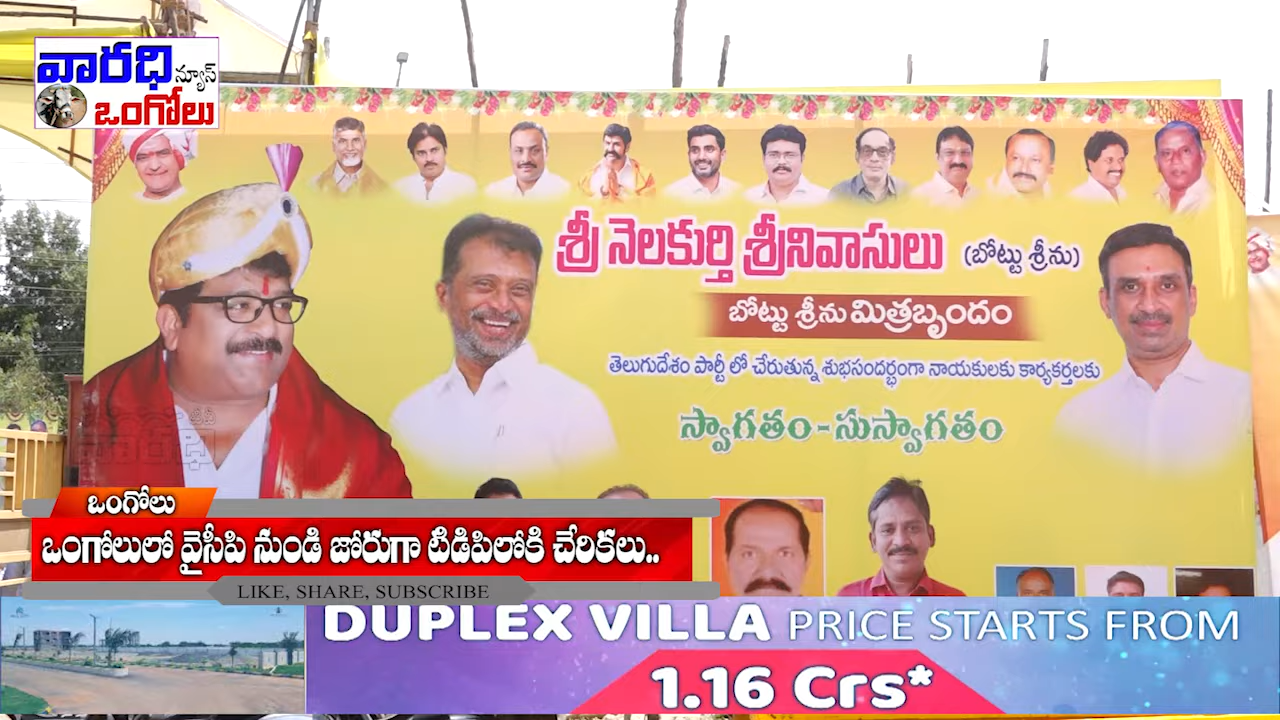 వారధి న్యూస్
ఒంగోలు
శ్రీ నెలకుర్తి శ్రీనివాసులు (బోట్టు శ్రీను)
బోట్టు శ్రీను మిత్రబృందం
తెలుగుదేశం పార్టీ లో చేరుతున్న శుభసందర్భంగా నాయకులకు కార్యకర్తలకు
స్వాగతం - సుస్వాగతం
ఒంగోలు
ఒంగోలులో వైసీపి నుండి జోరుగా టిడిపిలోకి చేరికలు..
LIKE, SHARE, SUBSCRIBE
DUPLEX VILLA PRICE STARTS FROM
1.16 Crs*